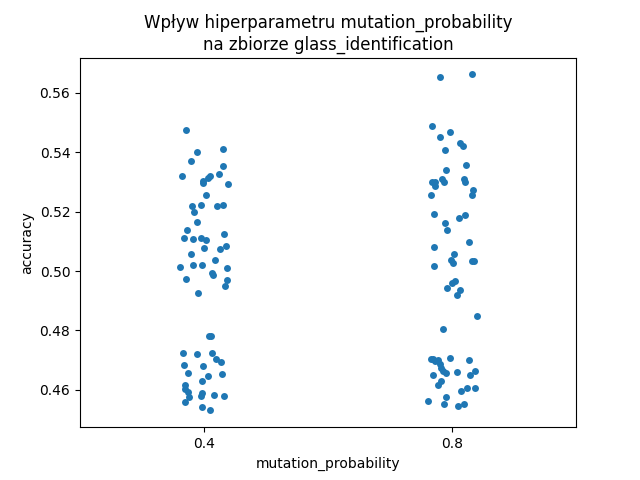 Wpływ hiperparametru mutation_probability
na zbiorze glass_identification
accuracy
0.56
0.54
0.52
0.50
0.48
0.46
0.4
0.8
mutation_probability